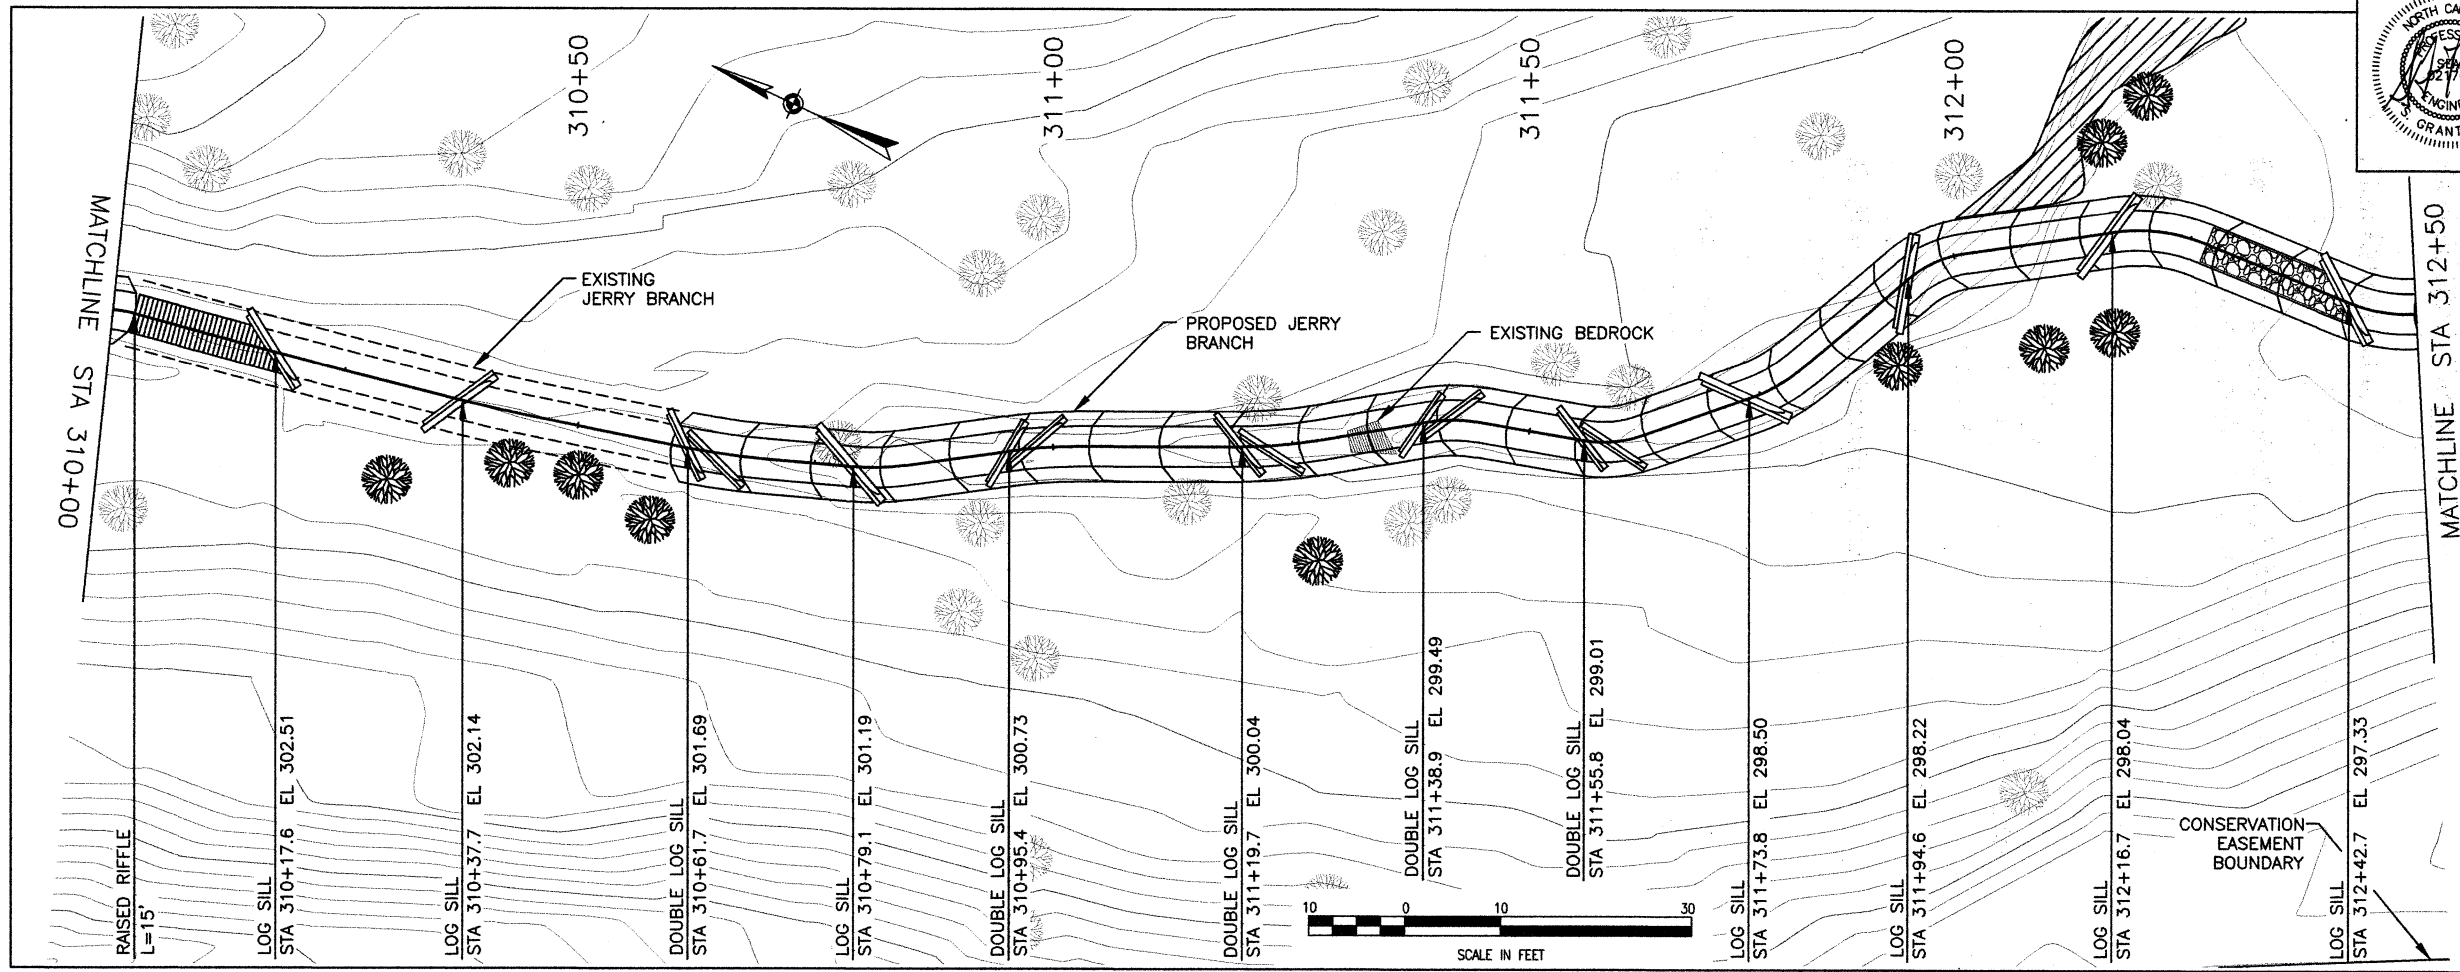 310+50
311+00
311+50
312+00
NORTH CA
ENGIN
S. GRANT
MATCHLINE STA 310+00
MATCHLINE STA 312+50
EXISTING
JERRY BRANCH
PROPOSED JERRY
BRANCH
EXISTING BEDROCK
RAISED RIFFLE
L=15'
LOG SILL
STA 310+17.6 EL 302.51
LOG SILL
STA 310+37.7 EL 302.14
DOUBLE LOG SILL
STA 310+61.7 EL 301.69
LOG SILL
STA 310+79.1 EL 301.19
DOUBLE LOG SILL
STA 310+95.4 EL 300.73
DOUBLE LOG SILL
STA 311+19.7 EL 300.04
DOUBLE LOG SILL
STA 311+38.9 EL 299.49
DOUBLE LOG SILL
STA 311+55.8 EL 299.01
LOG SILL
STA 311+73.8 EL 298.50
LOG SILL
STA 311+94.6 EL 298.22
LOG SILL
STA 312+16.7 EL 298.04
LOG SILL
STA 312+42.7 EL 297.33
CONSERVATION
EASEMENT
BOUNDARY
10 0 10 30
SCALE IN FEET